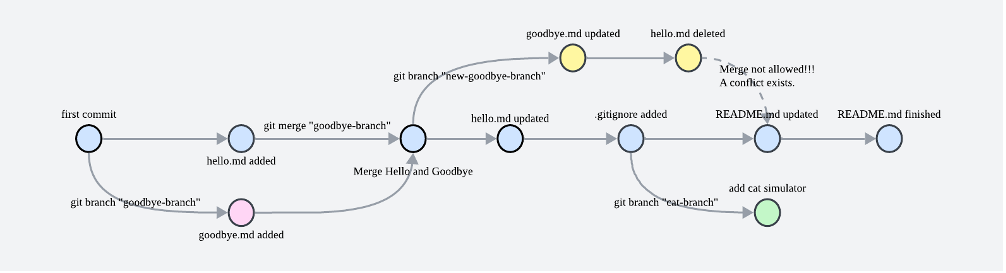 goodbye.md updated
hello.md deleted
git branch "new-goodbye-branch"
Merge not allowed!!!
A conflict exists.
first commit
git merge "goodbye-branch"
hello.md updated
.gitignore added
README.md updated
README.md finished
hello.md added
Merge Hello and Goodbye
git branch "goodbye-branch"
goodbye.md added
git branch "cat-branch"
add cat simulator